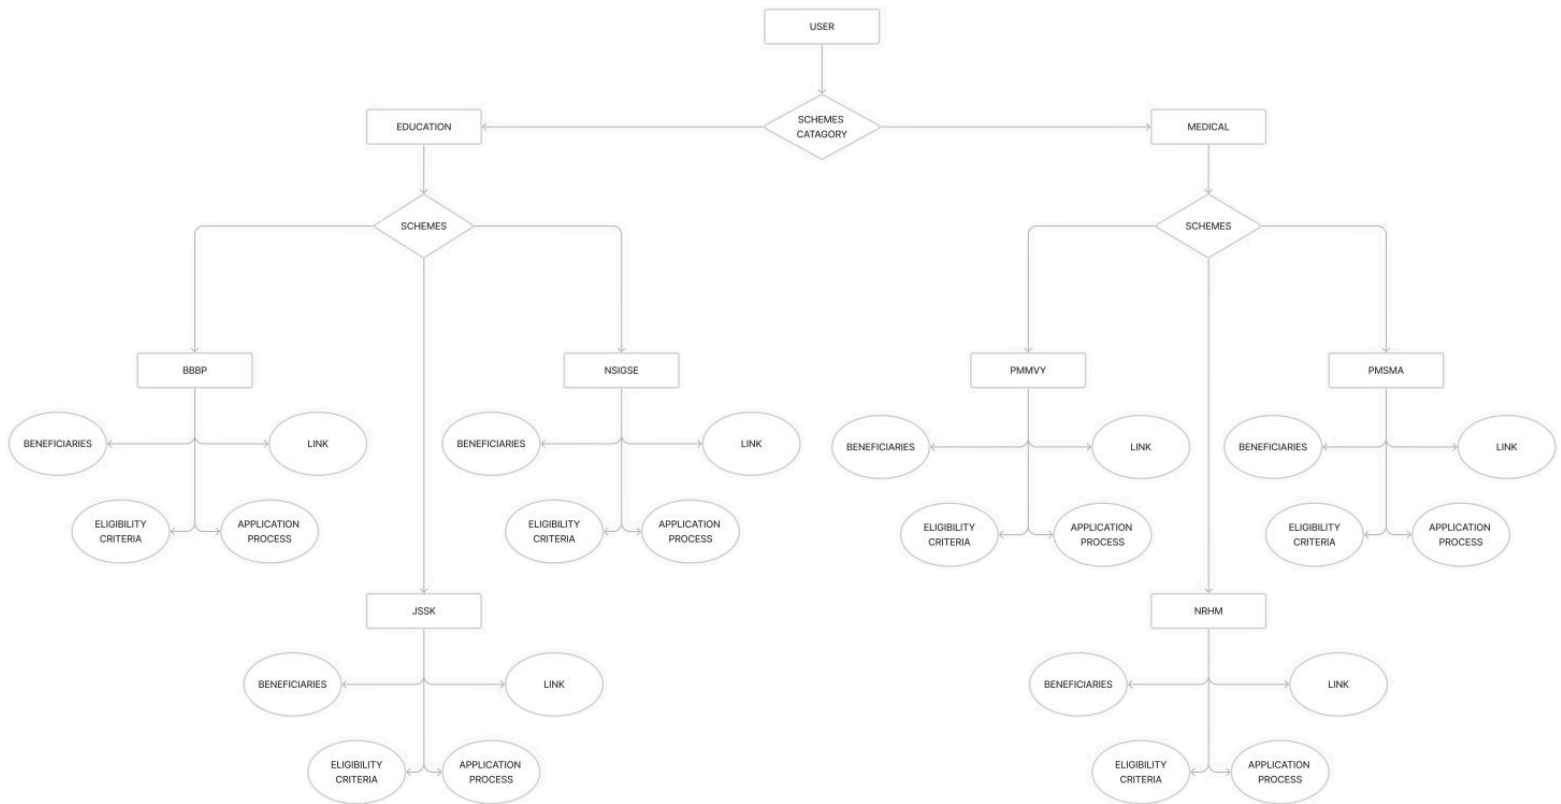 USER
SCHEMES
CATAGORY
EDUCATION
MEDICAL
SCHEMES
SCHEMES
BBBP
NSIGSE
PMMVY
PMSMA
BENEFICIARIES
LINK
BENEFICIARIES
LINK
BENEFICIARIES
LINK
BENEFICIARIES
LINK
ELIGIBILITY
CRITERIA
APPLICATION
PROCESS
ELIGIBILITY
CRITERIA
APPLICATION
PROCESS
ELIGIBILITY
CRITERIA
APPLICATION
PROCESS
ELIGIBILITY
CRITERIA
APPLICATION
PROCESS
JSSK
NRHM
BENEFICIARIES
LINK
BENEFICIARIES
LINK
ELIGIBILITY
CRITERIA
APPLICATION
PROCESS
ELIGIBILITY
CRITERIA
APPLICATION
PROCESS